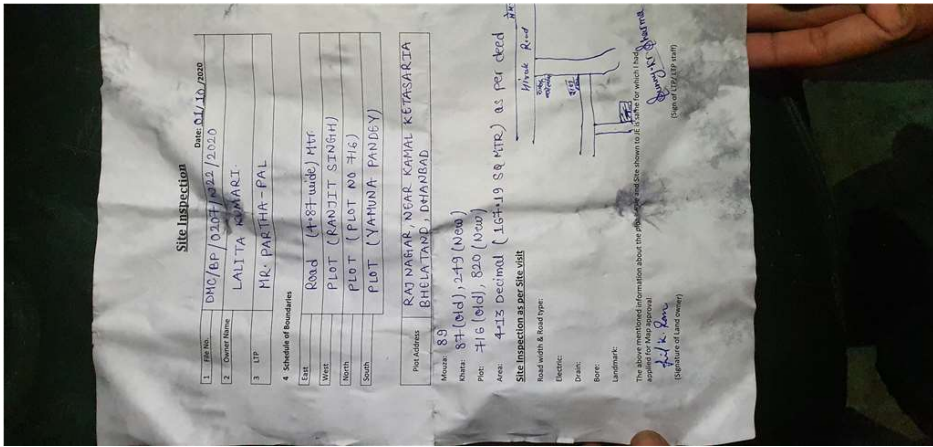 Site Inspection
Date: 01/10/2020
1 File No. DMC/BP/0207/W22/2020
2 Owner Name LALITA KUMARI.
3 LTP MR. PARTHA-PAL
4 Schedule of Boundaries
East Road (4.87 wide) Mtr
West PLOT (RANJIT SINGH)
North PLOT (PLOT NO 716)
South PLOT (YAMUNA PANDEY)
Plot Address RAJ NAGAR, NEAR KAMAL KETASARIA
BHELATAND, DHANBAD
Mouza: 89
Khata: 87 (old), 249 (New)
Plot: 716 (old), 820 (New)
Area: 4.13 Decimal (167.19 SQ MTR) as per deed
Site Inspection as per Site visit
Road width & Road type:
Electric:
Drain:
Bore:
Landmark:
Hirak Road
The above mentioned information about the and Site shown to JE is same for which I had
applied for Map approval.
(Signature of Land owner)
(Sign of LTP/ LTP staff)